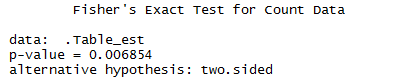 Fisher's Exact Test for Count Data
data: .Table_est
p-value = 0.006854
alternative hypothesis: two.sided